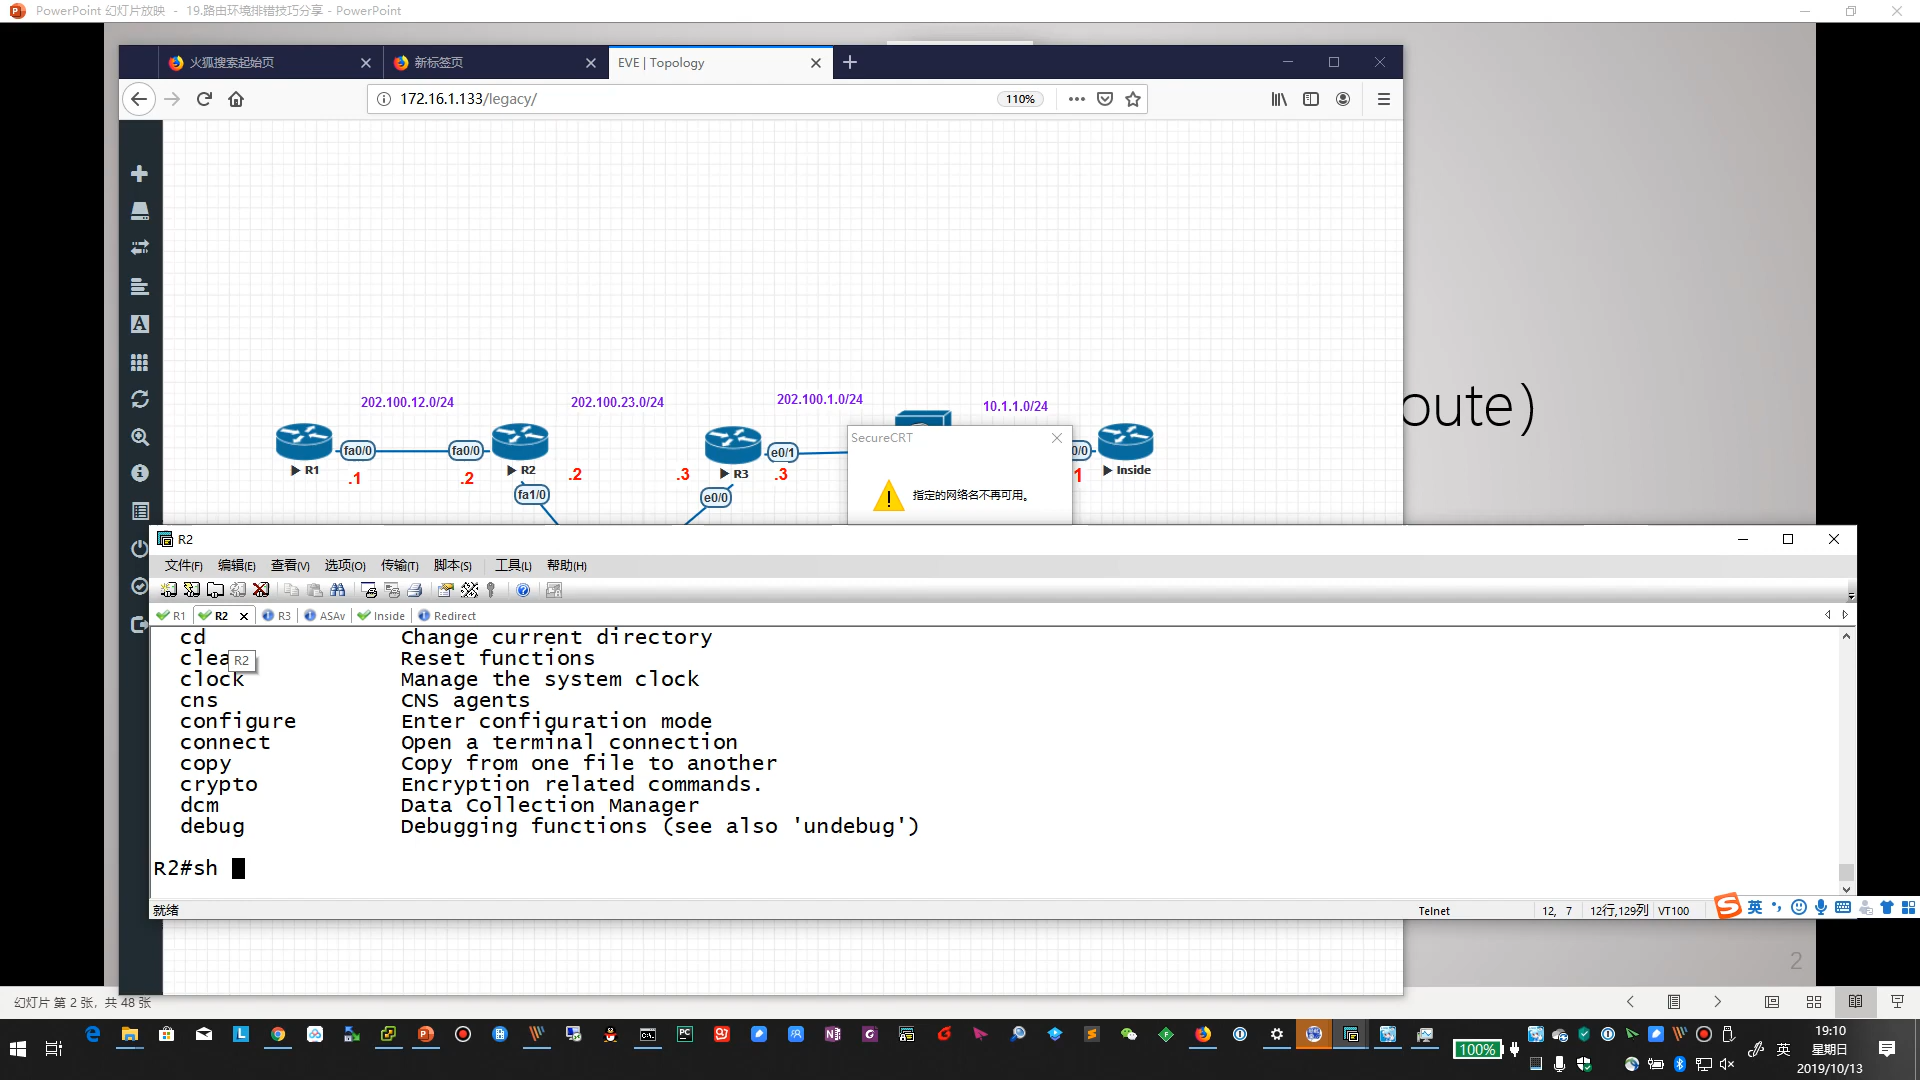 PowerPoint 幻灯片放映 - 19.路由环境排错技巧分享 - PowerPoint
火狐搜索起始页
新标签页
EVE | Topology
172.16.1.133/legacy/
110%
oute)
202.100.12.0/24
202.100.23.0/24
202.100.1.0/24
10.1.1.0/24
R1
fa0/0
.1
fa0/0
.2
R2
.2
fa1/0
.3
R3
e0/1
.3
e0/0
0/0
1
Inside
SecureCRT
指定的网络名不再可用。
R2
文件(F) 编辑(E) 查看(V) 选项(O) 传输(T) 脚本(S) 工具(L) 帮助(H)
R1 R2 R3 ASAv Inside Redirect
cd Change current directory
clea Reset functions
R2
clock Manage the system clock
cns CNS agents
configure Enter configuration mode
connect Open a terminal connection
copy Copy from one file to another
crypto Encryption related commands.
dcm Data Collection Manager
debug Debugging functions (see also 'undebug')
R2#sh
就绪
Telnet
12, 7
12行,129列
VT100
英
2
幻灯片 第 2 张，共 48 张
100%
英
19:10
星期日
2019/10/13